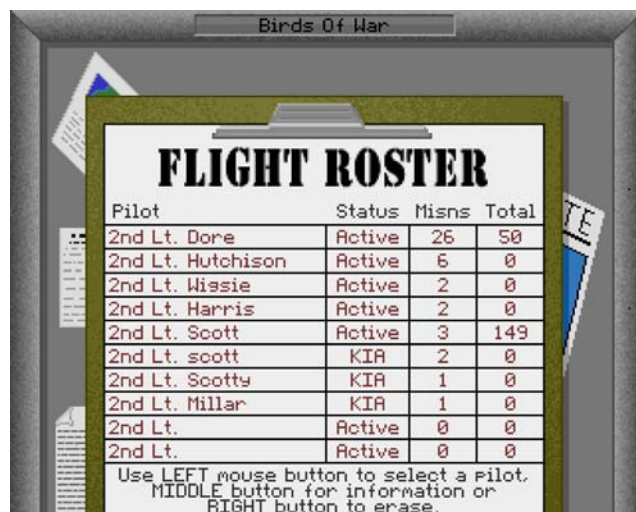 Birds Of War
FLIGHT ROSTER
Pilot Status Misns Total
2nd Lt. Dore Active 26 50
2nd Lt. Hutchison Active 6 0
2nd Lt. Wigsie Active 2 0
2nd Lt. Harris Active 2 0
2nd Lt. Scott Active 3 149
2nd Lt. scott KIA 2 0
2nd Lt. Scotty KIA 1 0
2nd Lt. Millar KIA 1 0
2nd Lt. Active 0 0
2nd Lt. Active 0 0
Use LEFT mouse button to select a pilot,
MIDDLE button for information or
RIGHT button to erase.
TE